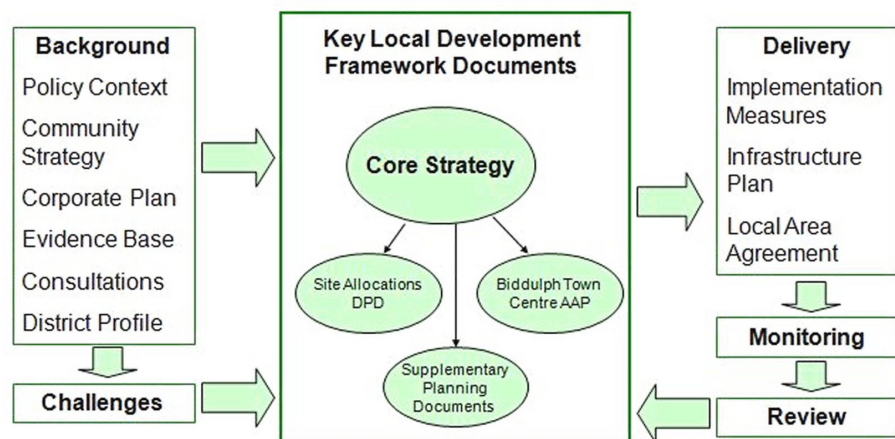 Background
Policy Context
Community
Strategy
Corporate Plan
Evidence Base
Consultations
District Profile
Challenges
Key Local Development
Framework Documents
Core Strategy
Site Allocations
DPD
Biddulph Town
Centre AAP
Supplementary
Planning
Documents
Delivery
Implementation
Measures
Infrastructure
Plan
Local Area
Agreement
Monitoring
Review